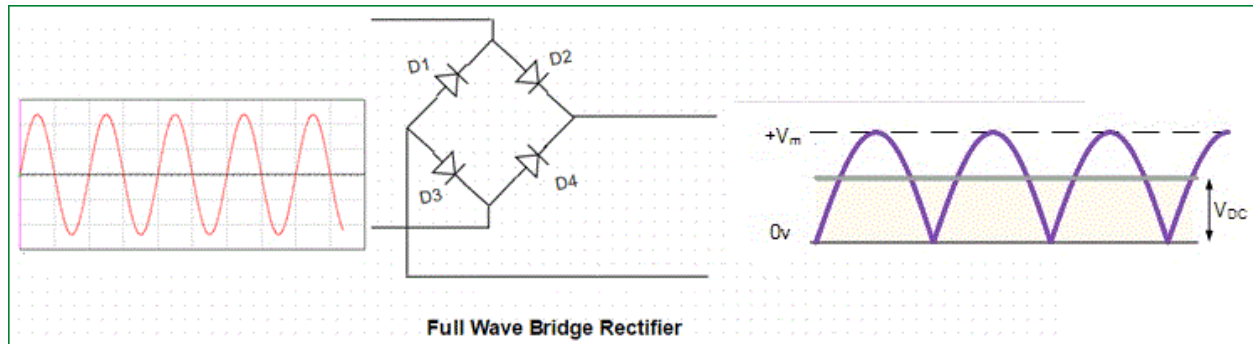 D1
D2
D3
D4
+Vm
0v
VDC
Full Wave Bridge Rectifier